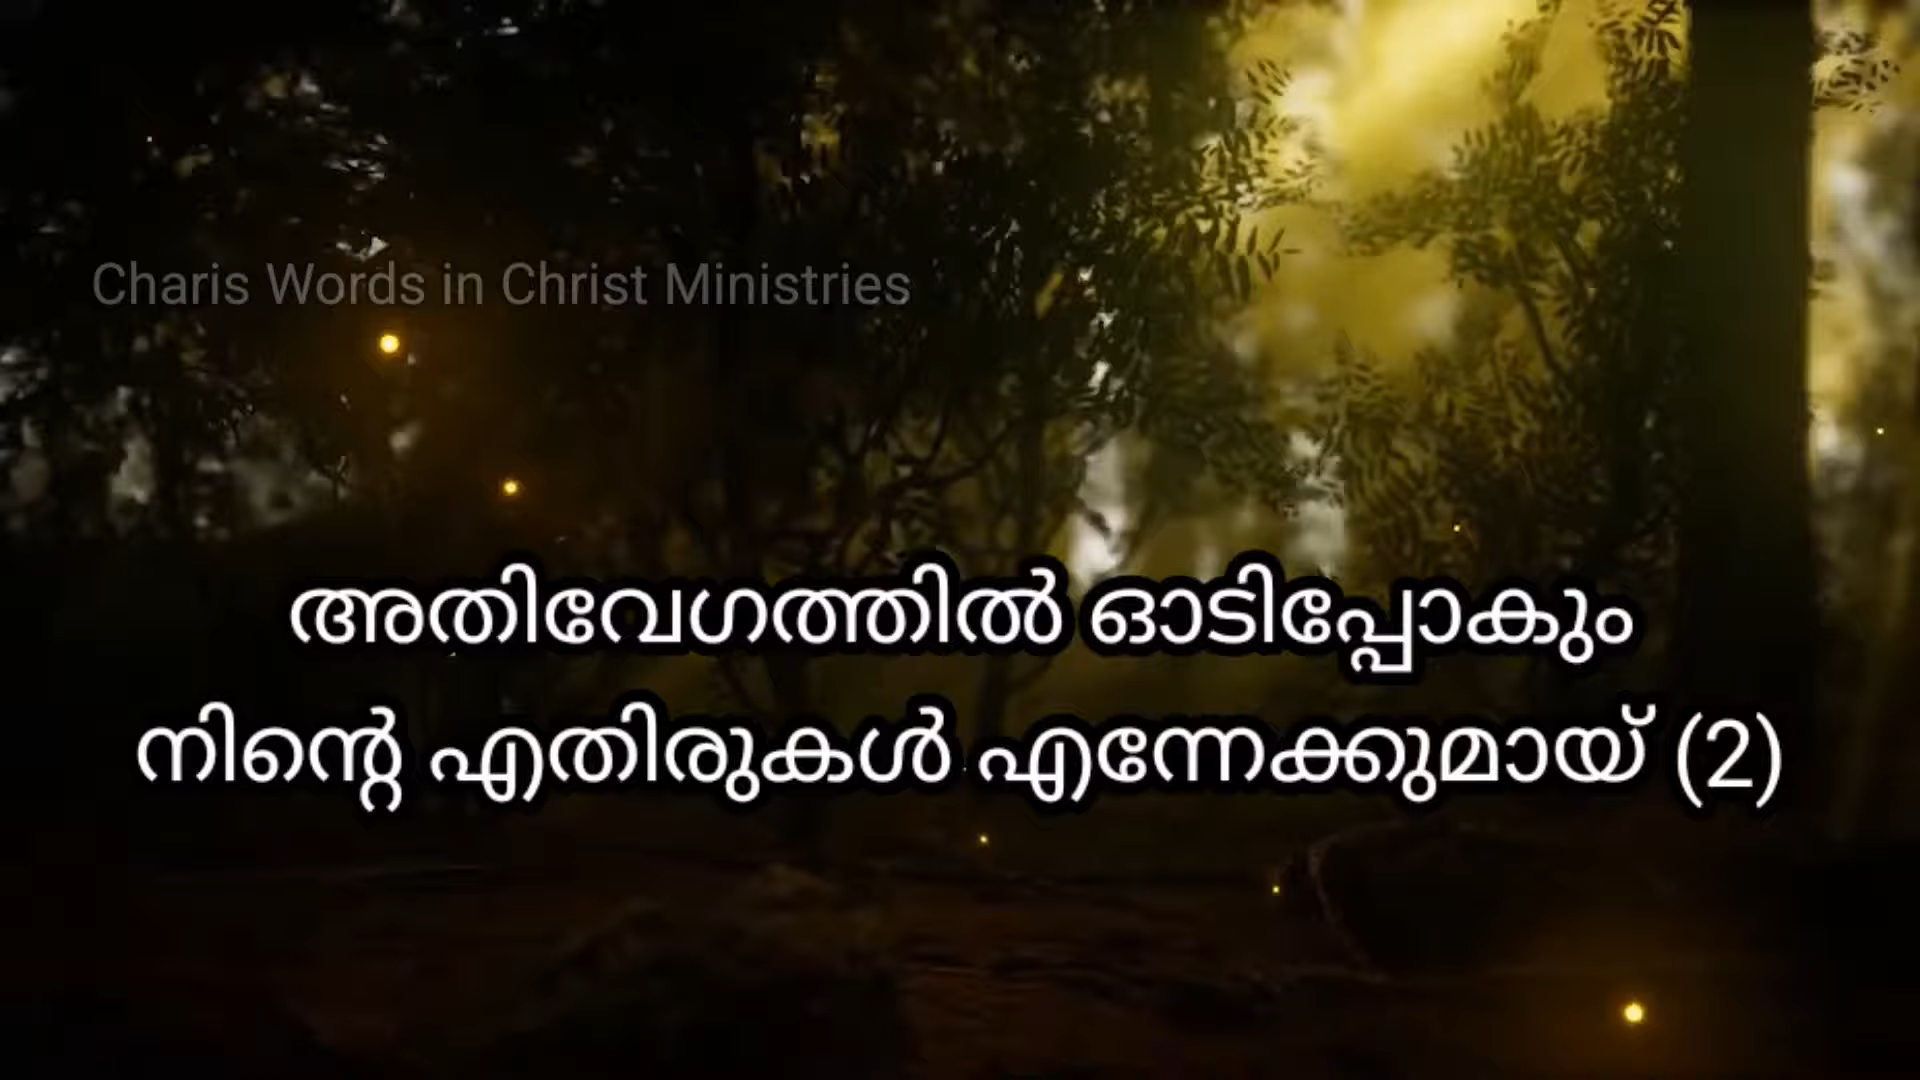 Charis Words in Christ Ministries
അതിവേഗത്തിൽ ഓടിപ്പോകും
നിന്റെ എതിരുകൾ എന്നേക്കുമായ് (2)